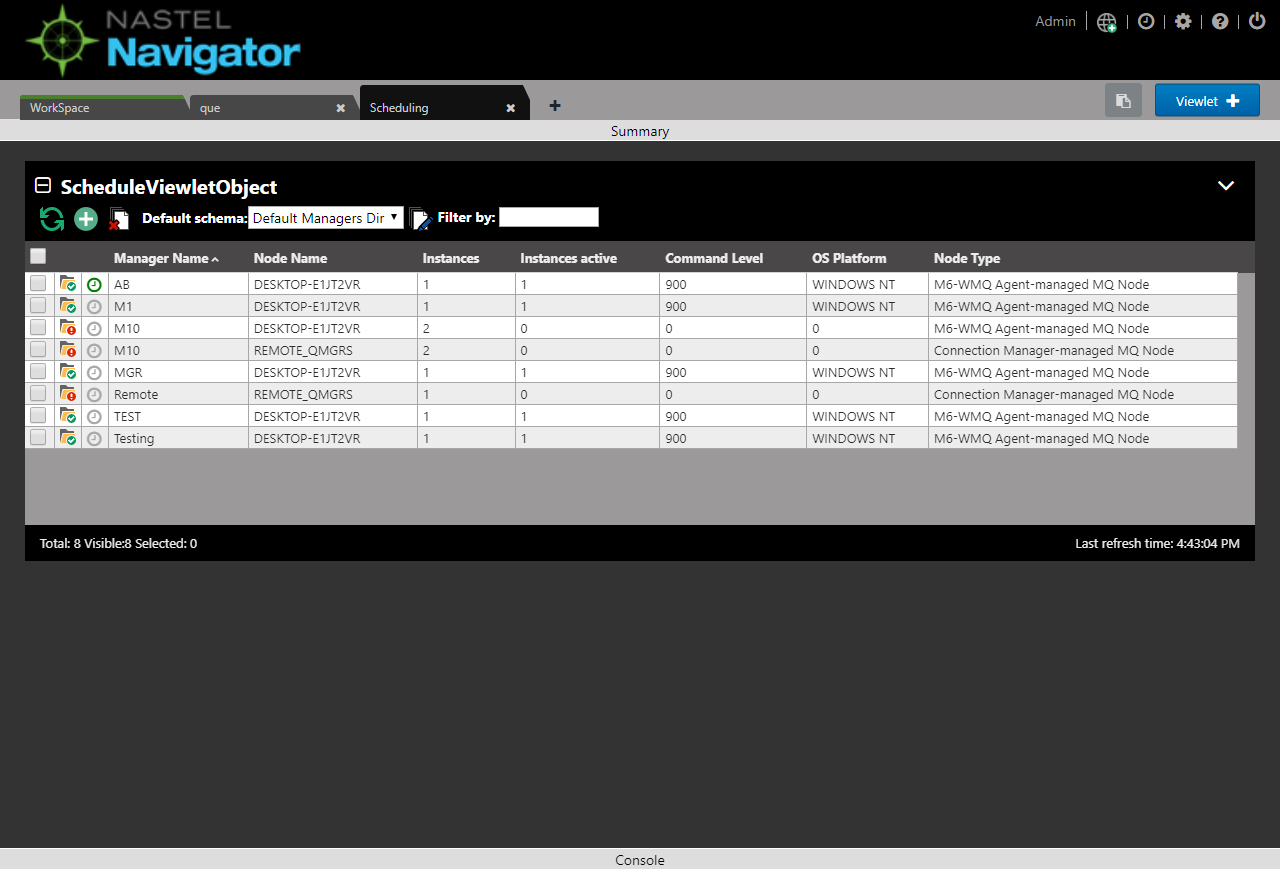 NASTEL
Navigator
Admin
WorkSpace
que
Scheduling
Viewlet
Summary
ScheduleViewletObject
Default schema: Default Managers Dir Filter by:
Manager Name Node Name Instances Instances active Command Level OS Platform Node Type
AB DESKTOP-E1JT2VR 1 1 900 WINDOWS NT M6-WMQ Agent-managed MQ Node
M1 DESKTOP-E1JT2VR 1 1 900 WINDOWS NT M6-WMQ Agent-managed MQ Node
M10 DESKTOP-E1JT2VR 2 0 0 0 M6-WMQ Agent-managed MQ Node
M10 REMOTE_QMGRS 2 0 0 0 Connection Manager-managed MQ Node
MGR DESKTOP-E1JT2VR 1 1 900 WINDOWS NT M6-WMQ Agent-managed MQ Node
Remote REMOTE_QMGRS 1 0 0 0 Connection Manager-managed MQ Node
TEST DESKTOP-E1JT2VR 1 1 900 WINDOWS NT M6-WMQ Agent-managed MQ Node
Testing DESKTOP-E1JT2VR 1 1 900 WINDOWS NT M6-WMQ Agent-managed MQ Node
Total: 8 Visible:8 Selected: 0 Last refresh time: 4:43:04 PM
Console